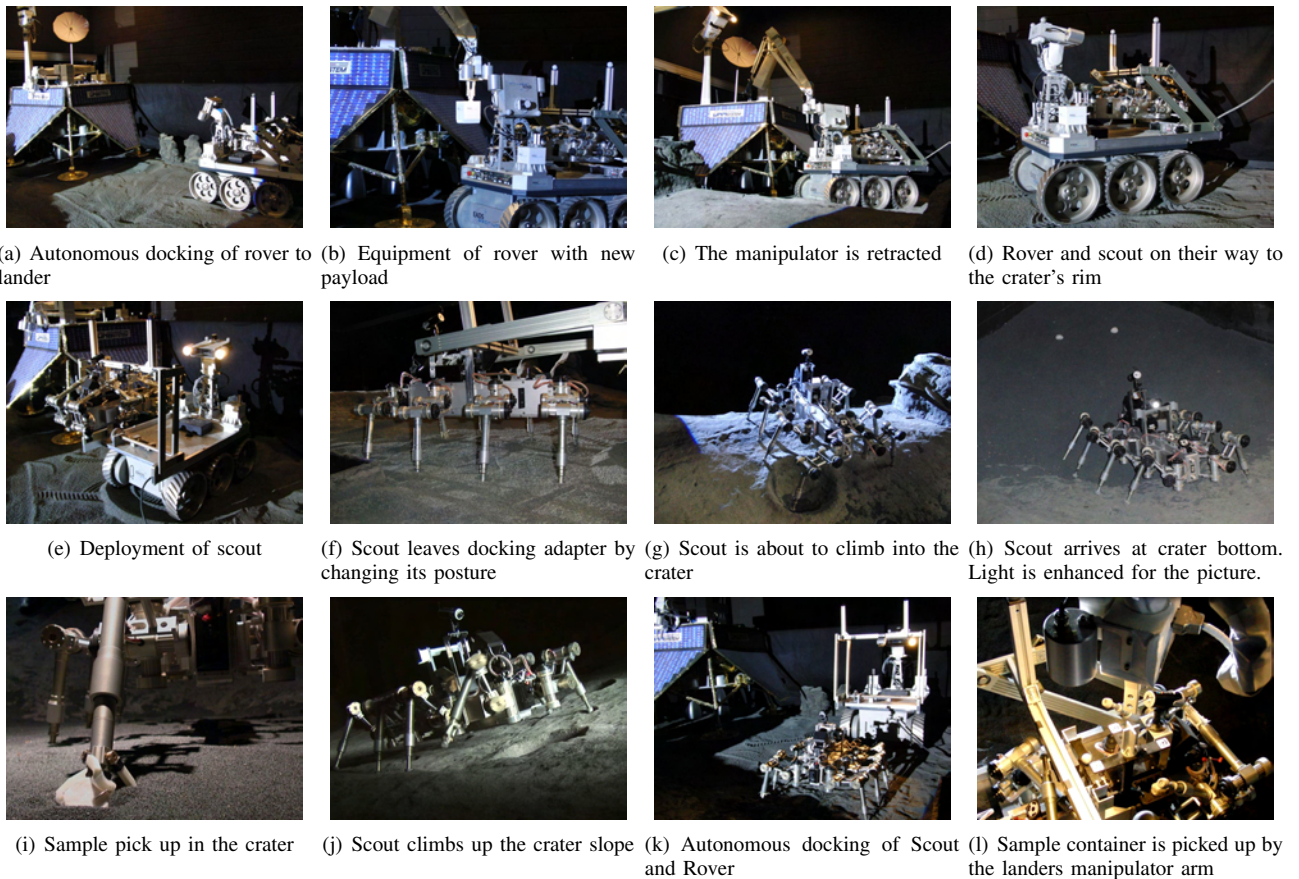 (a) Autonomous docking of rover to
lander
(b) Equipment of rover with new
payload
(c) The manipulator is retracted
(d) Rover and scout on their way to
the crater's rim
(e) Deployment of scout
(f) Scout leaves docking adapter by
changing its posture
(g) Scout is about to climb into the
crater
(h) Scout arrives at crater bottom.
Light is enhanced for the picture.
(i) Sample pick up in the crater
(j) Scout climbs up the crater slope
(k) Autonomous docking of Scout
and Rover
(l) Sample container is picked up by
the landers manipulator arm